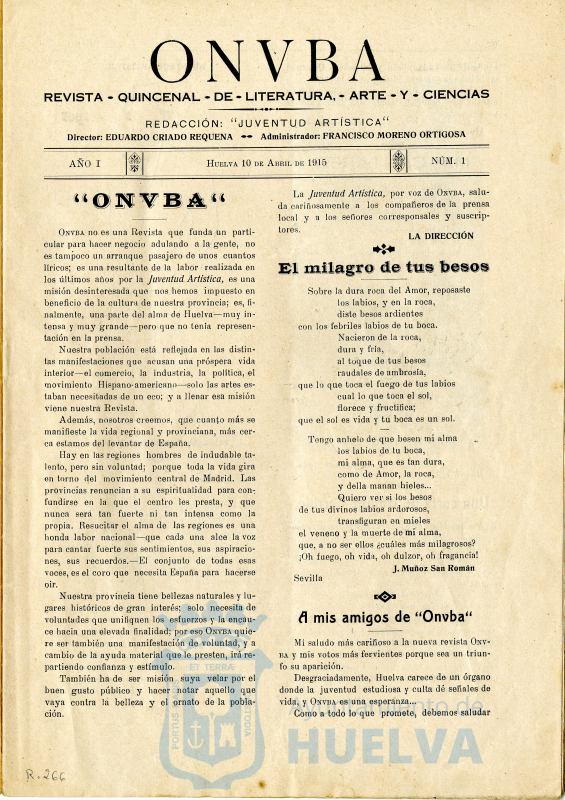 ONVBA
REVISTA - QUINCENAL - DE - LITERATURA, - ARTE - Y - CIENCIAS
REDACCIÓN: "JUVENTUD ARTÍSTICA"
Director: EDUARDO CRIADO REQUENA •• Administrador: FRANCISCO MORENO ORTIGOSA
AÑO I
HUELVA 10 DE ABRIL DE 1915
NÚM. 1
"ONVBA"
ONVBA no es una Revista que funda un parti-
cular para hacer negocio adulando a la gente, no
es tampoco un arranque pasajero de unos cuantos
líricos; es una resultante de la labor realizada en
los últimos años por la Juventud Artística, es una
misión desinteresada que nos hemos impuesto en
beneficio de la cultura de nuestra provincia; es, fi-
nalmente, una parte del alma de Huelva—muy in-
tensa y muy grande—pero que no tenía represen-
tación en la prensa.
Nuestra población está reflejada en las distin-
tas manifestaciones que acusan una próspera vida
interior—el comercio, la industria, la política, el
movimiento Hispano-americano—solo las artes es-
taban necesitadas de un eco; y a llenar esa misión
viene nuestra Revista.
Además, nosotros creemos, que cuanto más se
manifieste la vida regional y provinciana, más cer-
ca estamos del levantar de España.
Hay en las regiones hombres de indudable ta-
lento, pero sin voluntad; porque toda la vida gira
en torno del movimiento central de Madrid. Las
provincias renuncian a su espiritualidad para con-
fundirse en la que el centro les presta, y que
nunca será tan fuerte ni tan intensa como la
propia. Resucitar el alma de las regiones es una
honda labor nacional—que cada una alce la voz
para cantar fuerte sus sentimientos, sus aspiracio-
nes, sus recuerdos.—El conjunto de todas esas
voces, es el coro que necesita España para hacerse
oir.
Nuestra provincia tiene bellezas naturales y lu-
gares históricos de gran interés; sólo necesita de
voluntades que unifiquen los esfuerzos y la encau-
ce hacia una elevada finalidad; por eso ONVBA quie-
re ser también una manifestación de voluntad, y a
cambio de la ayuda material que le presten, irá re-
partiendo confianza y estímulo.
También ha de ser misión suya velar por el
buen gusto público y hacer notar aquello que
vaya contra la belleza y el ornato de la pobla-
ción.
La Juventud Artística, por voz de ONVBA, salu-
da cariñosamente a los compañeros de la prensa
local y a los señores corresponsales y suscrip-
tores.
LA DIRECCIÓN
El milagro de tus besos
Sobre la dura roca del Amor, reposaste
los labios, y en la roca,
diste besos ardientes
con los febriles labios de tu boca.
Nacieron de la roca,
dura y fría,
al toque de tus besos
raudales de ambrosía,
que lo que toca el fuego de tus labios
cual lo que toca el sol,
florece y fructifica;
que el sol es vida y tu boca es un sol.
Tengo anhelo de que besen mi alma
los labios de tu boca,
mi alma, que es tan dura,
como de Amor, la roca,
y della manan hieles...
Quiero ver si los besos
de tus divinos labios ardorosos,
transfiguran en mieles
el veneno y la muerte de mi alma,
que, a no ser ellos ¿cuáles más milagrosos?
¡Oh fuego, oh vida, oh dulzor, oh fragancia!
J. Muñoz San Román
Sevilla
A mis amigos de "Onvba"
Mi saludo más cariñoso a la nueva revista ONV-
BA y mis votos más fervientes porque sea un triun-
fo su aparición.
Desgraciadamente, Huelva carece de un órgano
donde la juventud estudiosa y culta dé señales de
vida, y ONVBA es una esperanza...
Como a todo lo que promete, debemos saludar
Ayuntamiento de
HUELVA
PORTUS
ET TERRÆ
CUSTODIA
R. 266